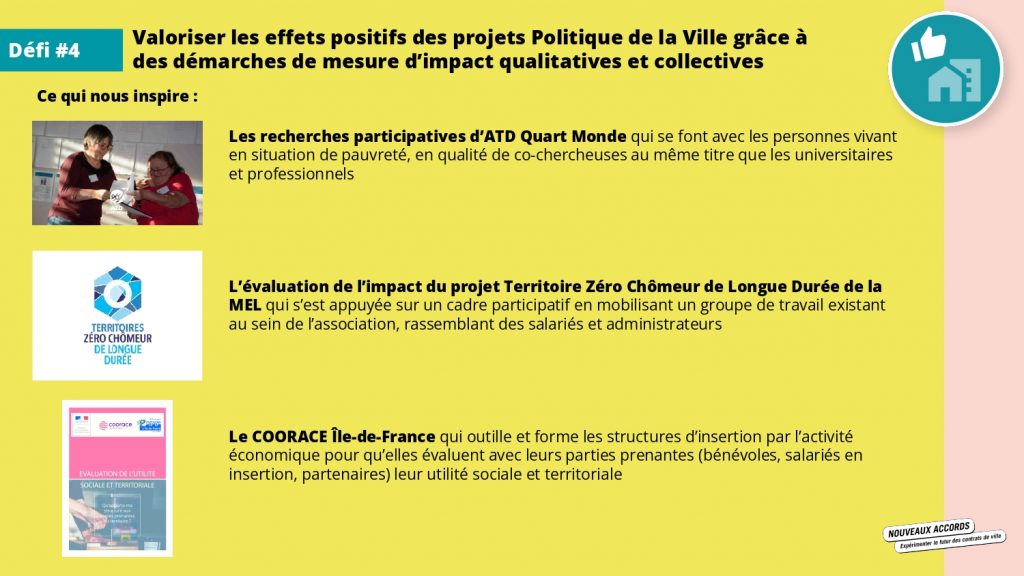 Défi #4
Valoriser les effets positifs des projets Politique de la Ville grâce à
des démarches de mesure d’impact qualitatives et collectives
Ce qui nous inspire :
Les recherches participatives d’ATD Quart Monde qui se font avec les personnes vivant
en situation de pauvreté, en qualité de co-chercheuses au même titre que les universitaires
et professionnels
TERRITOIRES
ZÉRO CHÔMEUR
DE LONGUE
DURÉE
L’évaluation de l’impact du projet Territoire Zéro Chômeur de Longue Durée de la
MEL qui s’est appuyée sur un cadre participatif en mobilisant un groupe de travail existant
au sein de l’association, rassemblant des salariés et administrateurs
coorace
EVALUATION DE L'UTILITÉ
SOCIALE ET TERRITORIALE
Le COORACE Île-de-France qui outille et forme les structures d’insertion par l’activité
économique pour qu’elles évaluent avec leurs parties prenantes (bénévoles, salariés en
insertion, partenaires) leur utilité sociale et territoriale
NOUVEAUX ACCORDS
Expérimenter le futur des contrats de ville